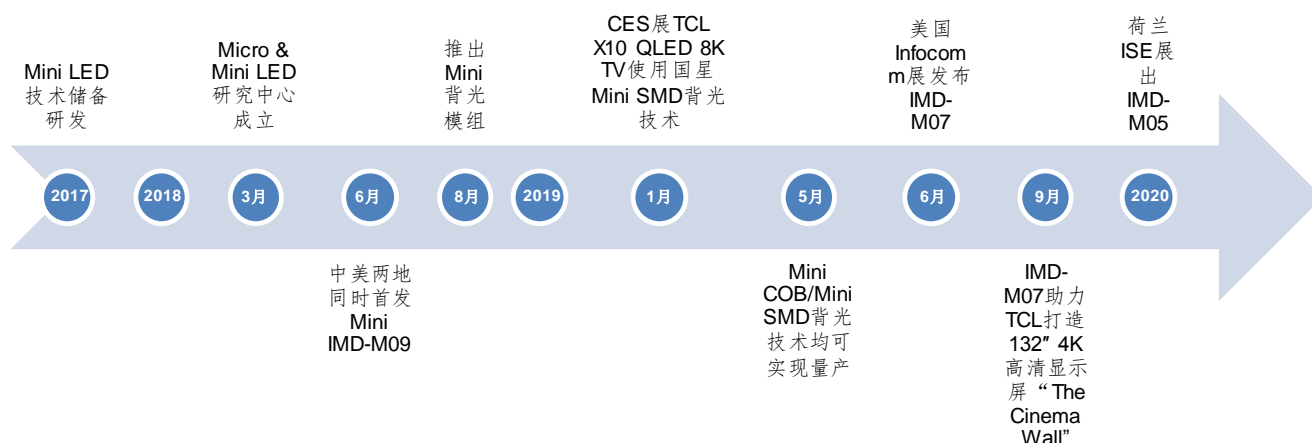 Mini LED
技术储备
研发
Micro &
Mini LED
研究中心
成立
推出
Mini
背光
模组
CES展TCL
X10 QLED 8K
TV使用国星
Mini SMD背光
技术
美国
Infocom
m展发布
IMD-
M07
荷兰
ISE展
出
IMD-
M05
2017
2018
3月
6月
8月
2019
1月
5月
6月
9月
2020
中美两地
同时首发
Mini
IMD-M09
Mini
COB/Mini
SMD背光
技术均可
实现量产
IMD-
M07助力
TCL打造
132″ 4K
高清显示
屏“The
Cinema
Wall”